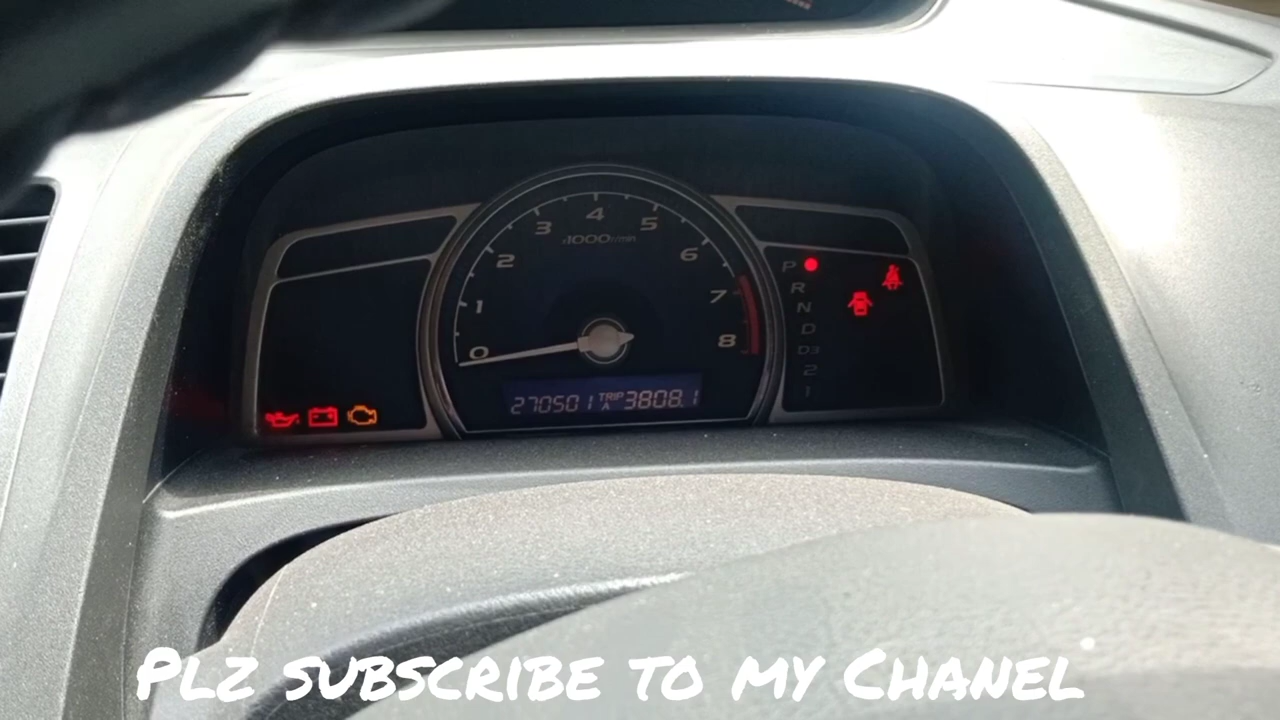 4
3 5
x1000r/min
2 6
1 7
0 8
P
R
N
D
D3
2
1
270501 TRIP A 3808.1
Plz subscribe to my Chanel